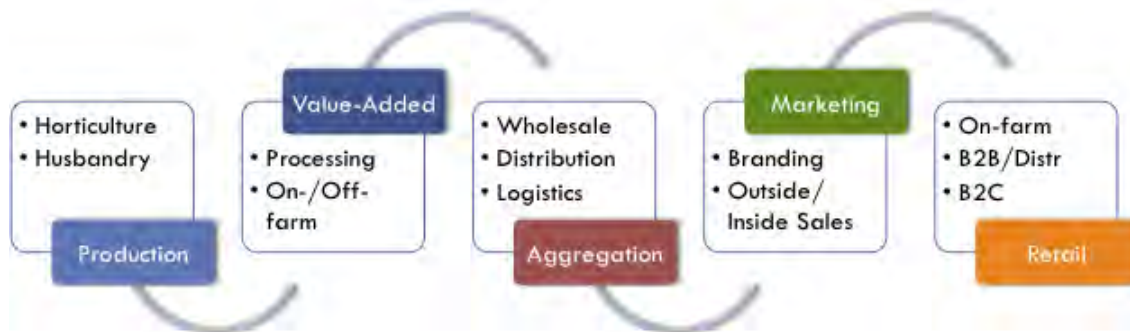 • Horticulture
• Husbandry
Production
Value-Added
• Processing
• On-/Off-
farm
• Wholesale
• Distribution
• Logistics
Aggregation
Marketing
• Branding
• Outside/
Inside Sales
• On-farm
• B2B/Distr
• B2C
Retail